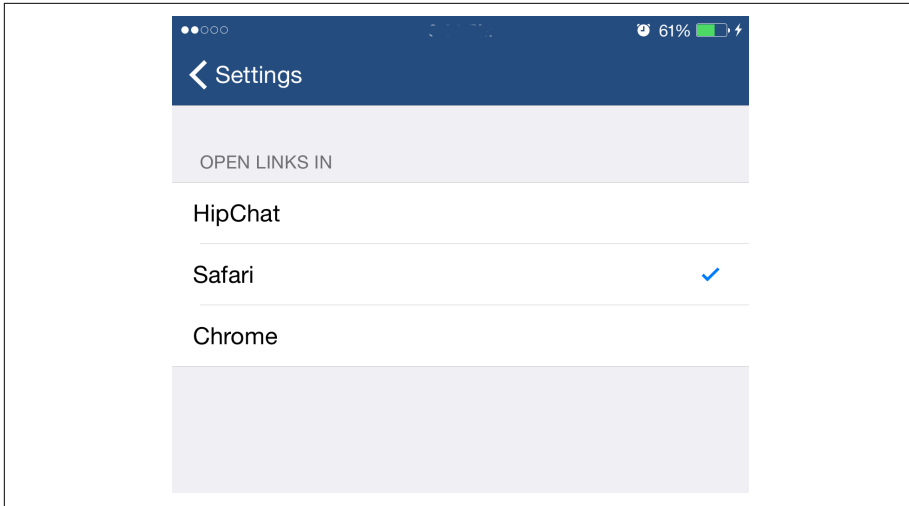 61%
Settings
OPEN LINKS IN
HipChat
Safari
Chrome